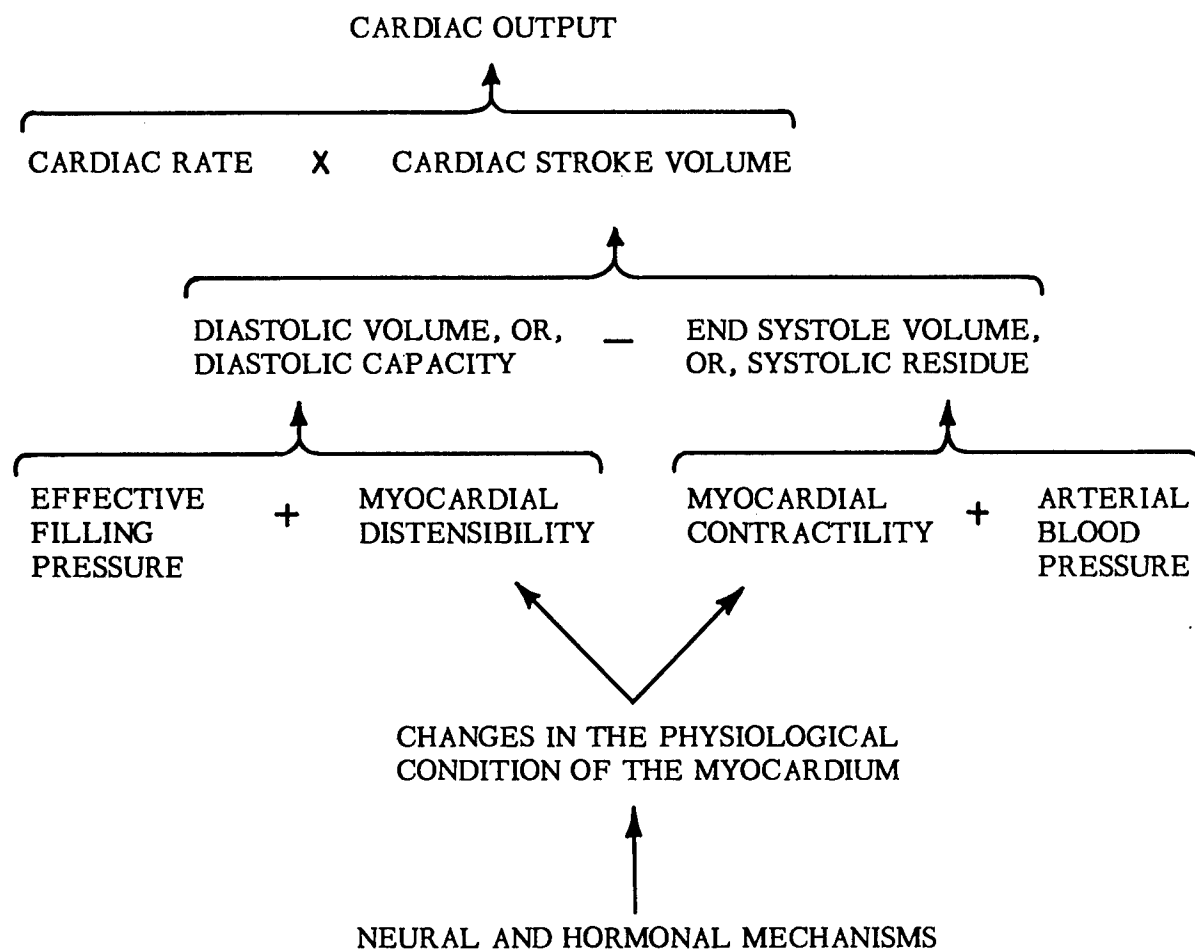 CARDIAC OUTPUT
CARDIAC RATE X CARDIAC STROKE VOLUME
DIASTOLIC VOLUME, OR,
DIASTOLIC CAPACITY
—
END SYSTOLE VOLUME,
OR, SYSTOLIC RESIDUE
EFFECTIVE
FILLING
PRESSURE
+
MYOCARDIAL
DISTENSIBILITY
MYOCARDIAL
CONTRACTILITY
+
ARTERIAL
BLOOD
PRESSURE
CHANGES IN THE PHYSIOLOGICAL
CONDITION OF THE MYOCARDIUM
NEURAL AND HORMONAL MECHANISMS